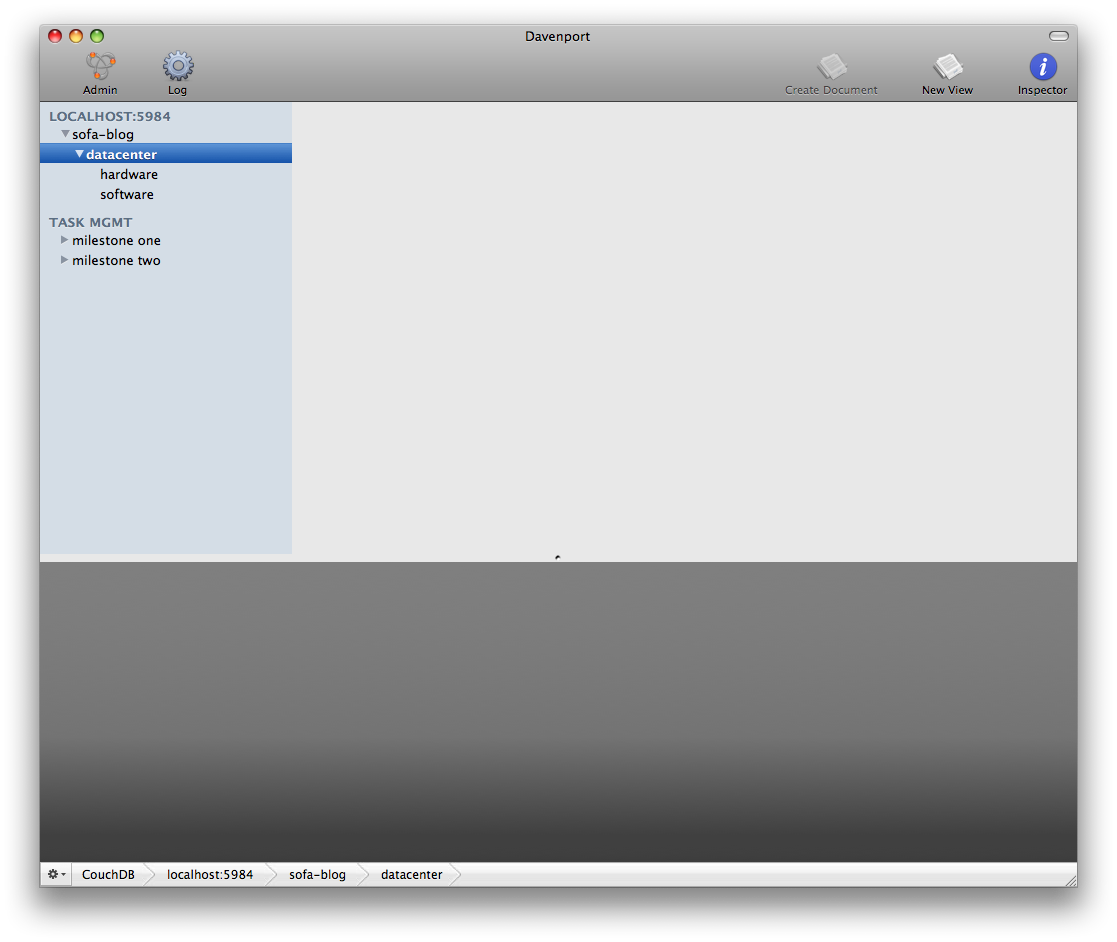 Davenport
Admin Log Create Document New View Inspector
LOCALHOST:5984
sofa-blog
datacenter
hardware
software
TASK MGMT
milestone one
milestone two
CouchDB localhost:5984 sofa-blog datacenter